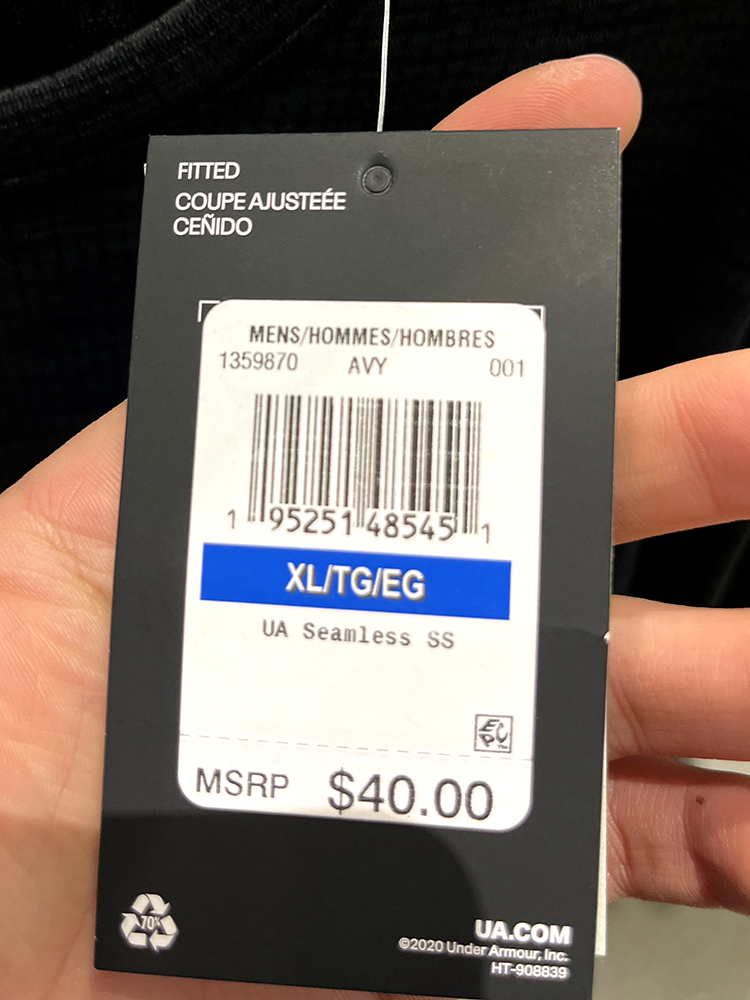 FITTED
COUPE AJUSTEÉE
CEÑIDO
MENS/HOMMES/HOMBRES
1359870 AVY 001
1 95251 48545 1
XL/TG/EG
UA Seamless SS
EPC
MSRP $40.00
70%
UA.COM
©2020 Under Armour, Inc.
HT-908839